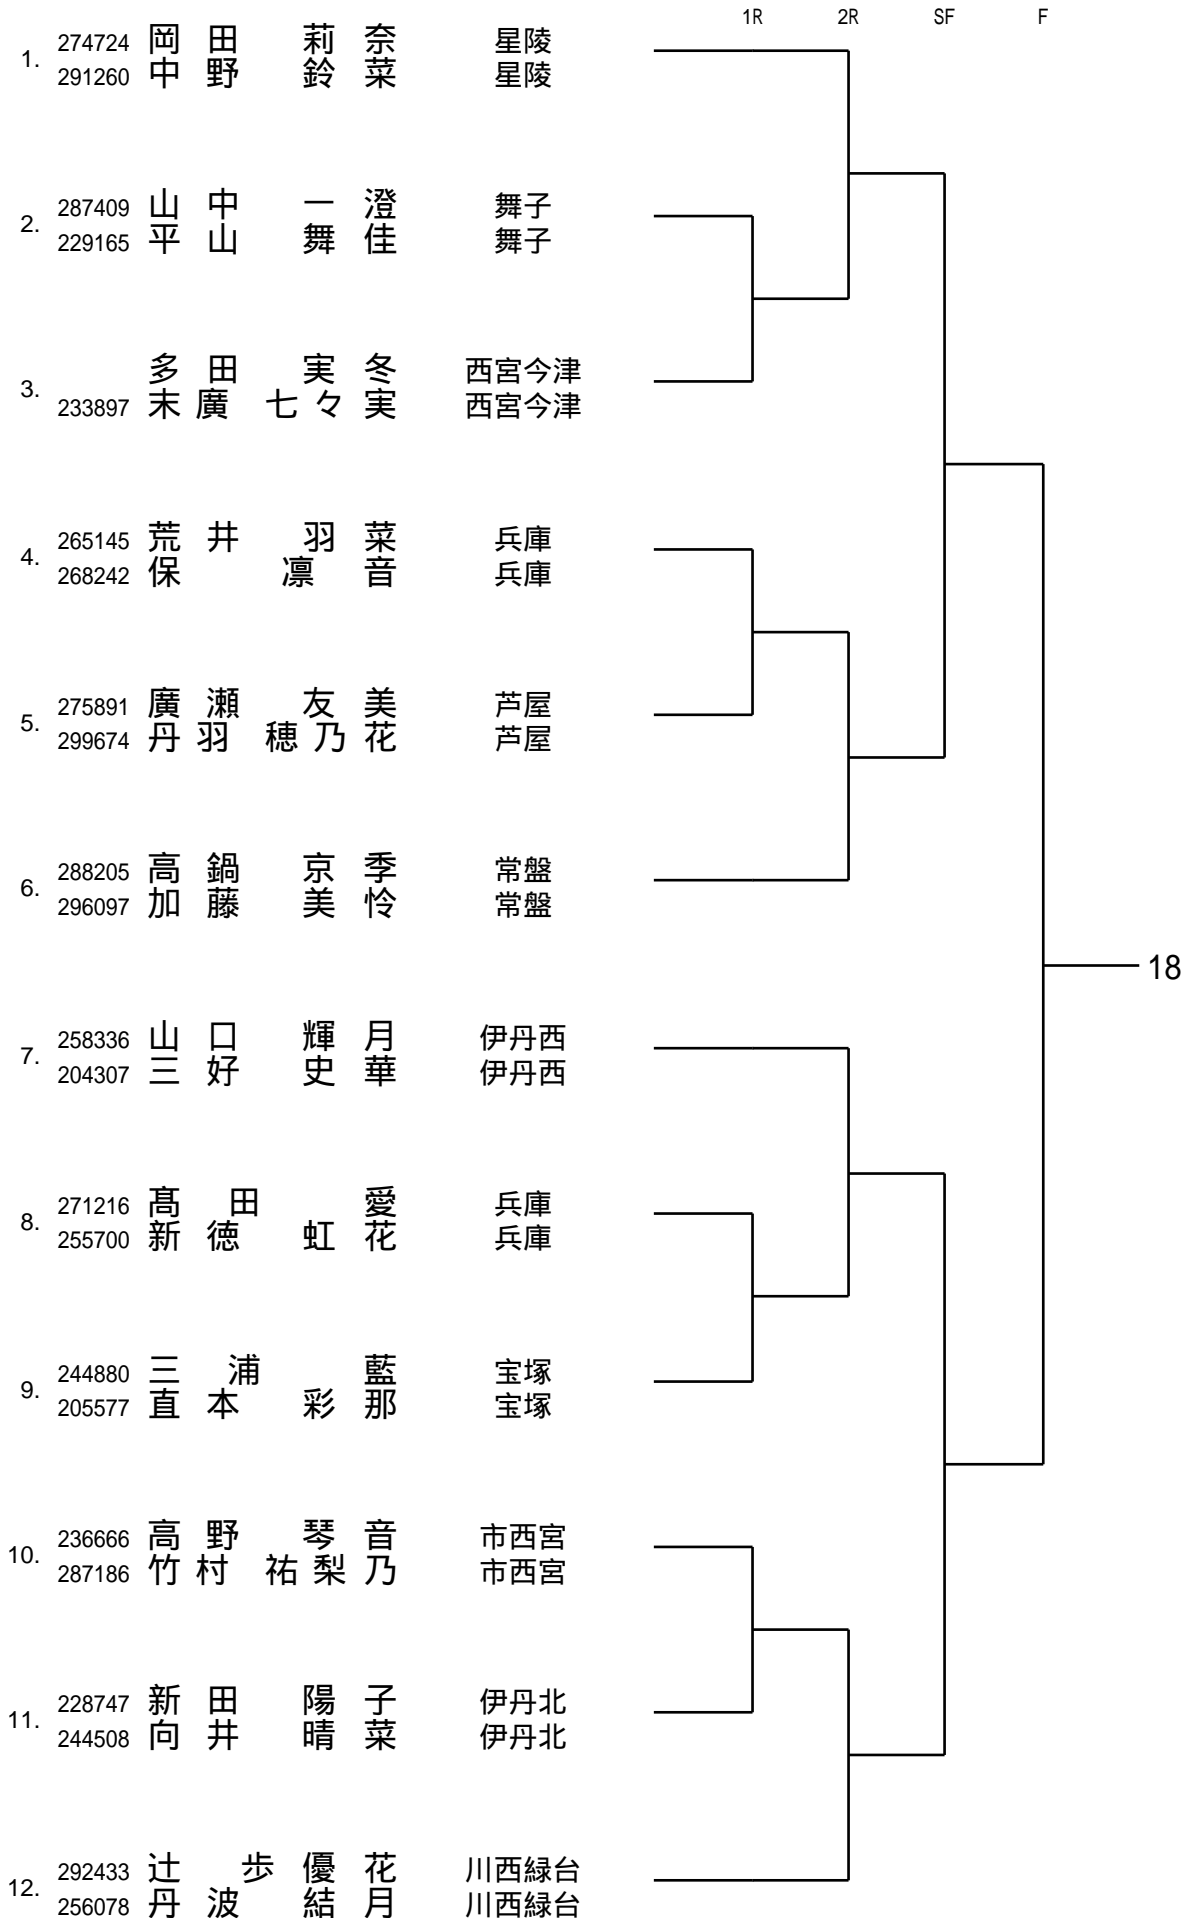 1R 2R SF F
1. 274724 岡田 莉奈 星陵
291260 中野 鈴菜 星陵
2. 287409 山中 一澄 舞子
229165 平山 舞佳 舞子
3. 多田 実冬 西宮今津
233897 末廣 七々実 西宮今津
4. 265145 荒井 羽菜 兵庫
268242 保 凛音 兵庫
5. 275891 廣瀬 友美 芦屋
299674 丹羽 穂乃花 芦屋
6. 288205 高鍋 京季 常盤
296097 加藤 美怜 常盤
18
7. 258336 山口 輝月 伊丹西
204307 三好 史華 伊丹西
8. 271216 髙田 愛 兵庫
255700 新徳 虹花 兵庫
9. 244880 三浦 藍 宝塚
205577 直本 彩那 宝塚
10. 236666 高野 琴音 市西宮
287186 竹村 祐梨乃 市西宮
11. 228747 新田 陽子 伊丹北
244508 向井 晴菜 伊丹北
12. 292433 辻 歩優花 川西緑台
256078 丹波 結月 川西緑台